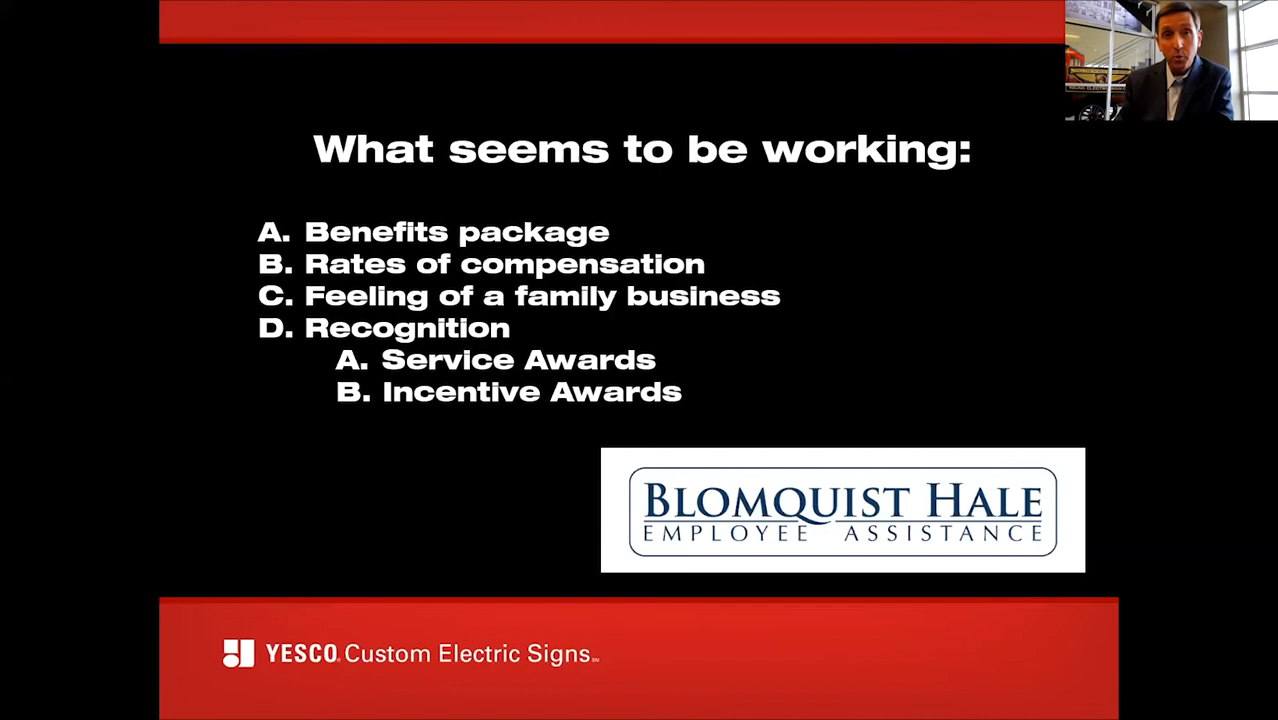 What seems to be working:
A. Benefits package
B. Rates of compensation
C. Feeling of a family business
D. Recognition
A. Service Awards
B. Incentive Awards
BLOMQUIST HALE
EMPLOYEE ASSISTANCE
YESCO® Custom Electric Signs℠